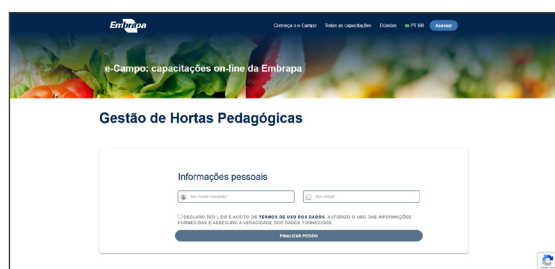 Embrapa
Conheça o e-Campo Todas as capacitações Dúvidas PT BR Acessar
e-Campo: capacitações on-line da Embrapa
Gestão de Hortas Pedagógicas
Informações pessoais
Seu nome completo* Seu email*
DECLARO TER LIDO E ACEITO OS TERMOS DE USO DOS DADOS. AUTORIZO O USO DAS INFORMAÇÕES
FORNECIDAS E ASSEGURO A VERACIDADE DOS DADOS FORNECIDOS.
FINALIZAR PEDIDO